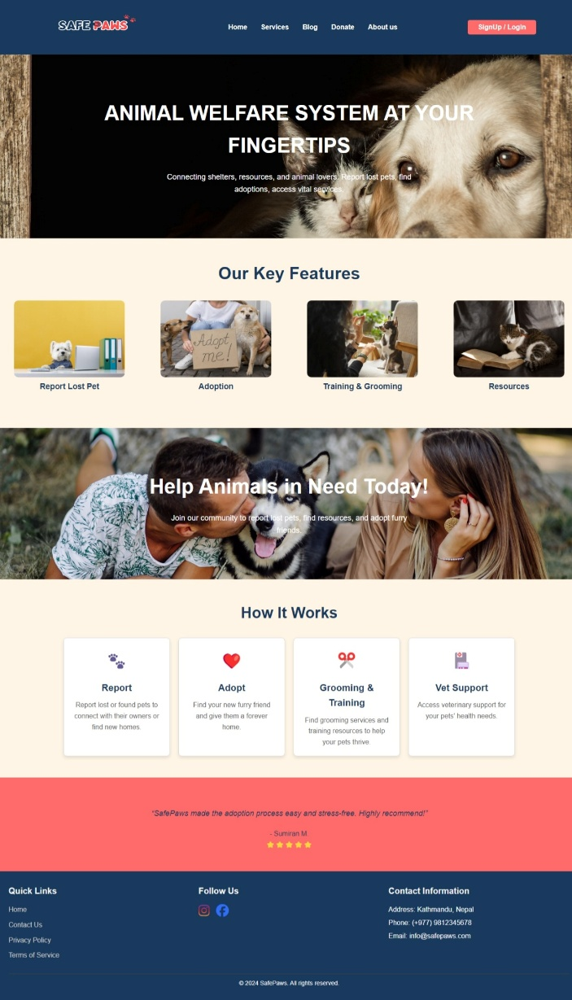 SAFE PAWS
Home Services Blog Donate About us
SignUp / Login
ANIMAL WELFARE SYSTEM AT YOUR
FINGERTIPS
Connecting shelters, resources, and animal lovers. Report lost pets, find
adoptions, access vital services.
Our Key Features
Adopt
me!
Report Lost Pet
Adoption
Training & Grooming
Resources
Help Animals in Need Today!
Join our community to report lost pets, find resources, and adopt furry
friends.
How It Works
Report
Report lost or found pets to
connect with their owners or
find new homes.
Adopt
Find your new furry friend
and give them a forever
home.
Grooming &
Training
Find grooming services and
training resources to help
your pets thrive.
Vet Support
Access veterinary support for
your pets' health needs.
"SafePaws made the adoption process easy and stress-free. Highly recommend!"
- Sumiran M.
Quick Links
Home
Contact Us
Privacy Policy
Terms of Service
Follow Us
Contact Information
Address: Kathmandu, Nepal
Phone: (+977) 9812345678
Email: info@safepaws.com
© 2024 SafePaws. All rights reserved.